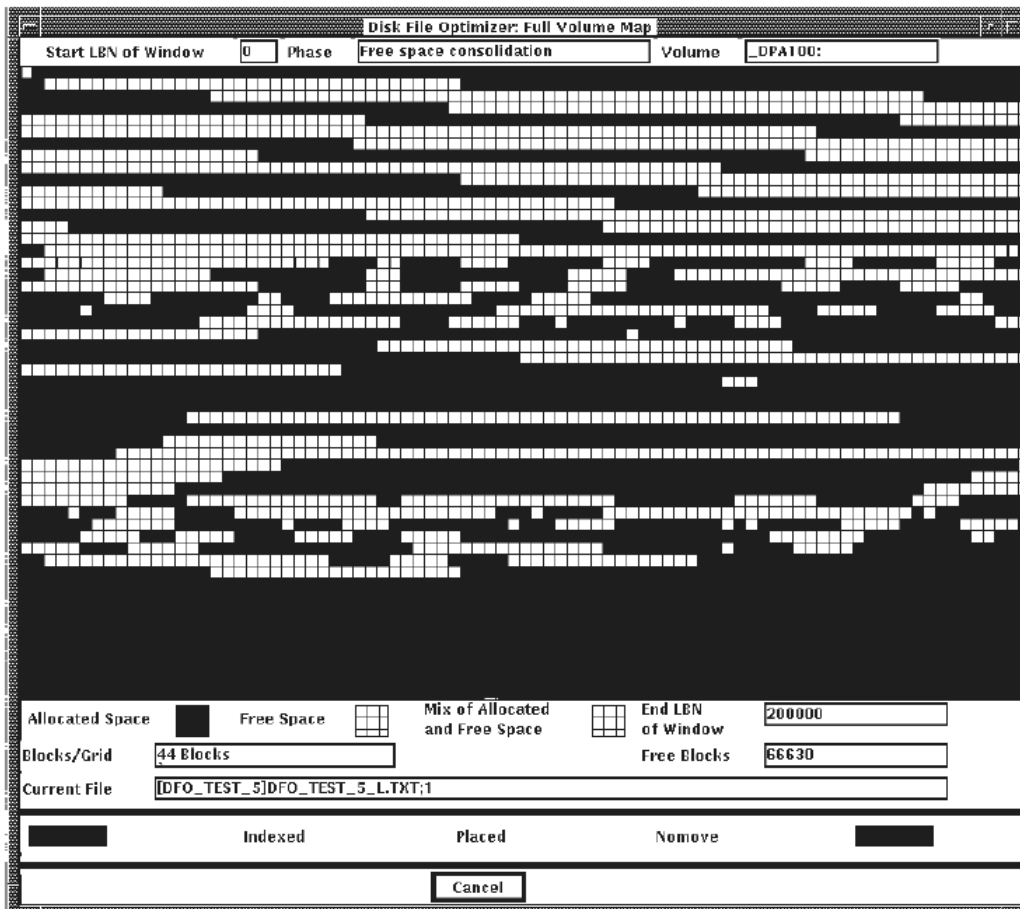 Disk File Optimizer: Full Volume Map
Start LBN of Window 0 Phase Free space consolidation Volume _DPA100:
Allocated Space Free Space Mix of Allocated and Free Space End LBN of Window 200000
Blocks/Grid 44 Blocks Free Blocks 66630
Current File [DFO_TEST_5]DFO_TEST_5_L.TXT;1
Indexed Placed Nomove
Cancel